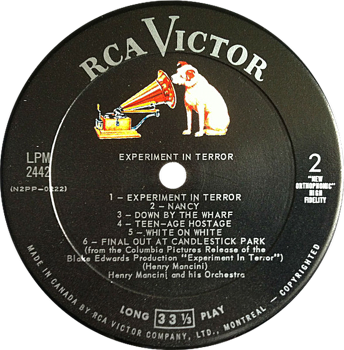 RCA VICTOR
EXPERIMENT IN TERROR
LPM
2442
(N2PP-0222)
2
"NEW
ORTHOPHONIC"
HIGH
FIDELITY
1 – EXPERIMENT IN TERROR
2 – NANCY
3 – DOWN BY THE WHARF
4 – TEEN-AGE HOSTAGE
5 – WHITE ON WHITE
6 – FINAL OUT AT CANDLESTICK PARK
(from the Columbia Pictures Release of the
Blake Edwards Production "Experiment In Terror")
(Henry Mancini)
Henry Mancini and his Orchestra
LONG 33⅓ PLAY
MADE IN CANADA BY RCA VICTOR COMPANY, LTD., MONTREAL – COPYRIGHTED